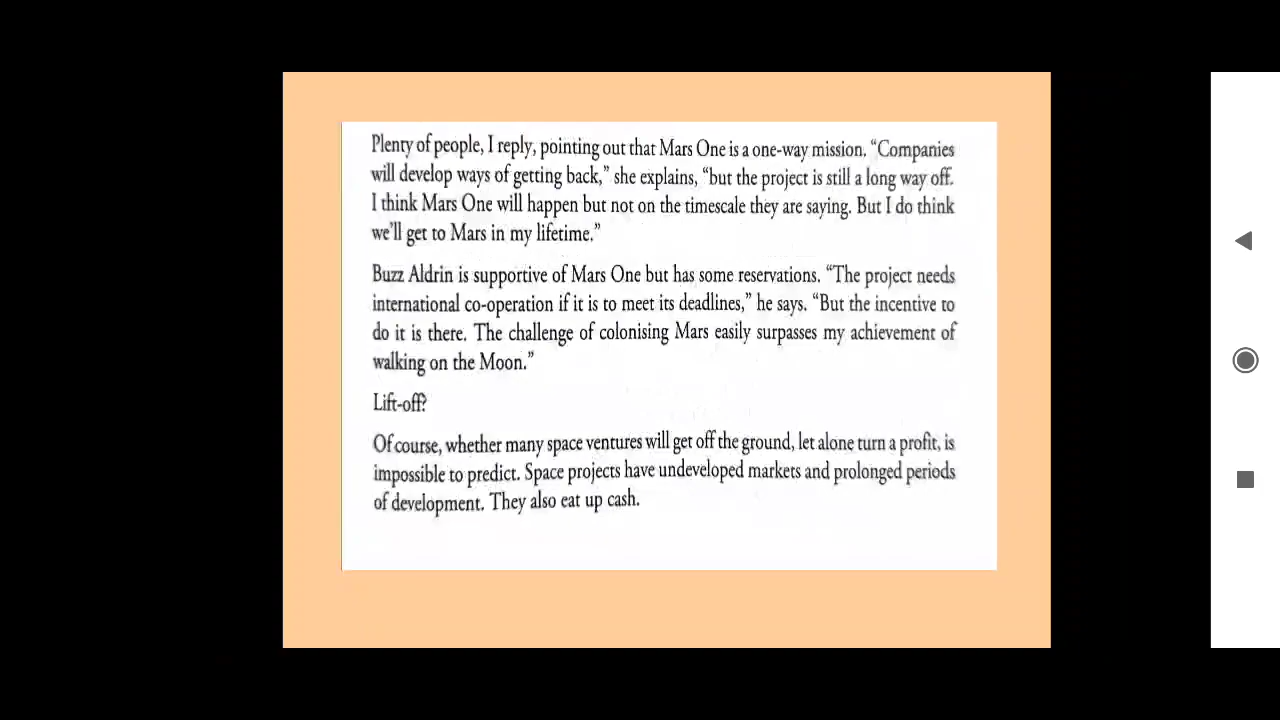 Plenty of people, I reply, pointing out that Mars One is a one-way mission. “Companies
will develop ways of getting back,” she explains, “but the project is still a long way off.
I think Mars One will happen but not on the timescale they are saying. But I do think
we’ll get to Mars in my lifetime.”
Buzz Aldrin is supportive of Mars One but has some reservations. “The project needs
international co-operation if it is to meet its deadlines,” he says. “But the incentive to
do it is there. The challenge of colonising Mars easily surpasses my achievement of
walking on the Moon.”
Lift-off?
Of course, whether many space ventures will get off the ground, let alone turn a profit, is
impossible to predict. Space projects have undeveloped markets and prolonged periods
of development. They also eat up cash.